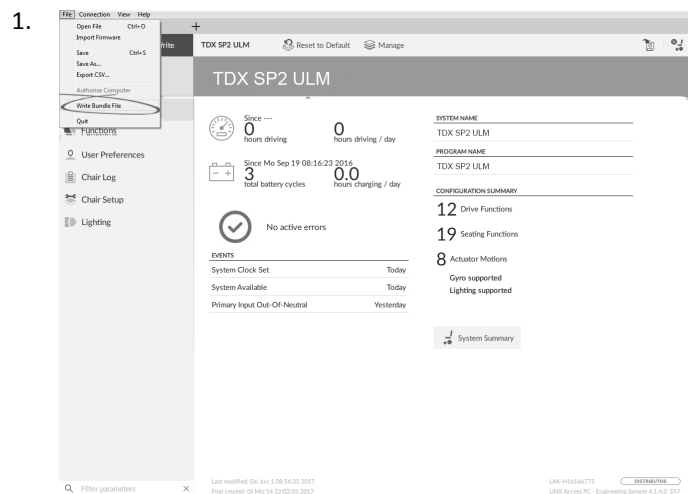 1.
File Connection View Help
Open File Ctrl+O
Import Firmware
Save Ctrl+S
Save As...
Export CSV...
Authorise Computer
Write Bundle File
Quit
+
Write
TDX SP2 ULM Reset to Default Manage
TDX SP2 ULM
Functions
User Preferences
Chair Log
Chair Setup
Lighting
Since ---
0 0
hours driving hours driving / day
Since Mo Sep 19 08:16:23 2016
3 0.0
total battery cycles hours charging / day
No active errors
EVENTS
System Clock Set Today
System Available Today
Primary Input Out-Of-Neutral Yesterday
SYSTEM NAME
TDX SP2 ULM
PROGRAM NAME
TDX SP2 ULM
CONFIGURATION SUMMARY
12 Drive Functions
19 Seating Functions
8 Actuator Motions
Gyro supported
Lighting supported
System Summary
Filter parameters ×
Last modified: Do Jun 1 08:54:35 2017
First created: Di Mrz 14 22:02:03 2017
LAK-H16166775 DISTRIBUTOR
LiNX Access PC - Engineering Sample 4.1.4.0 ES7